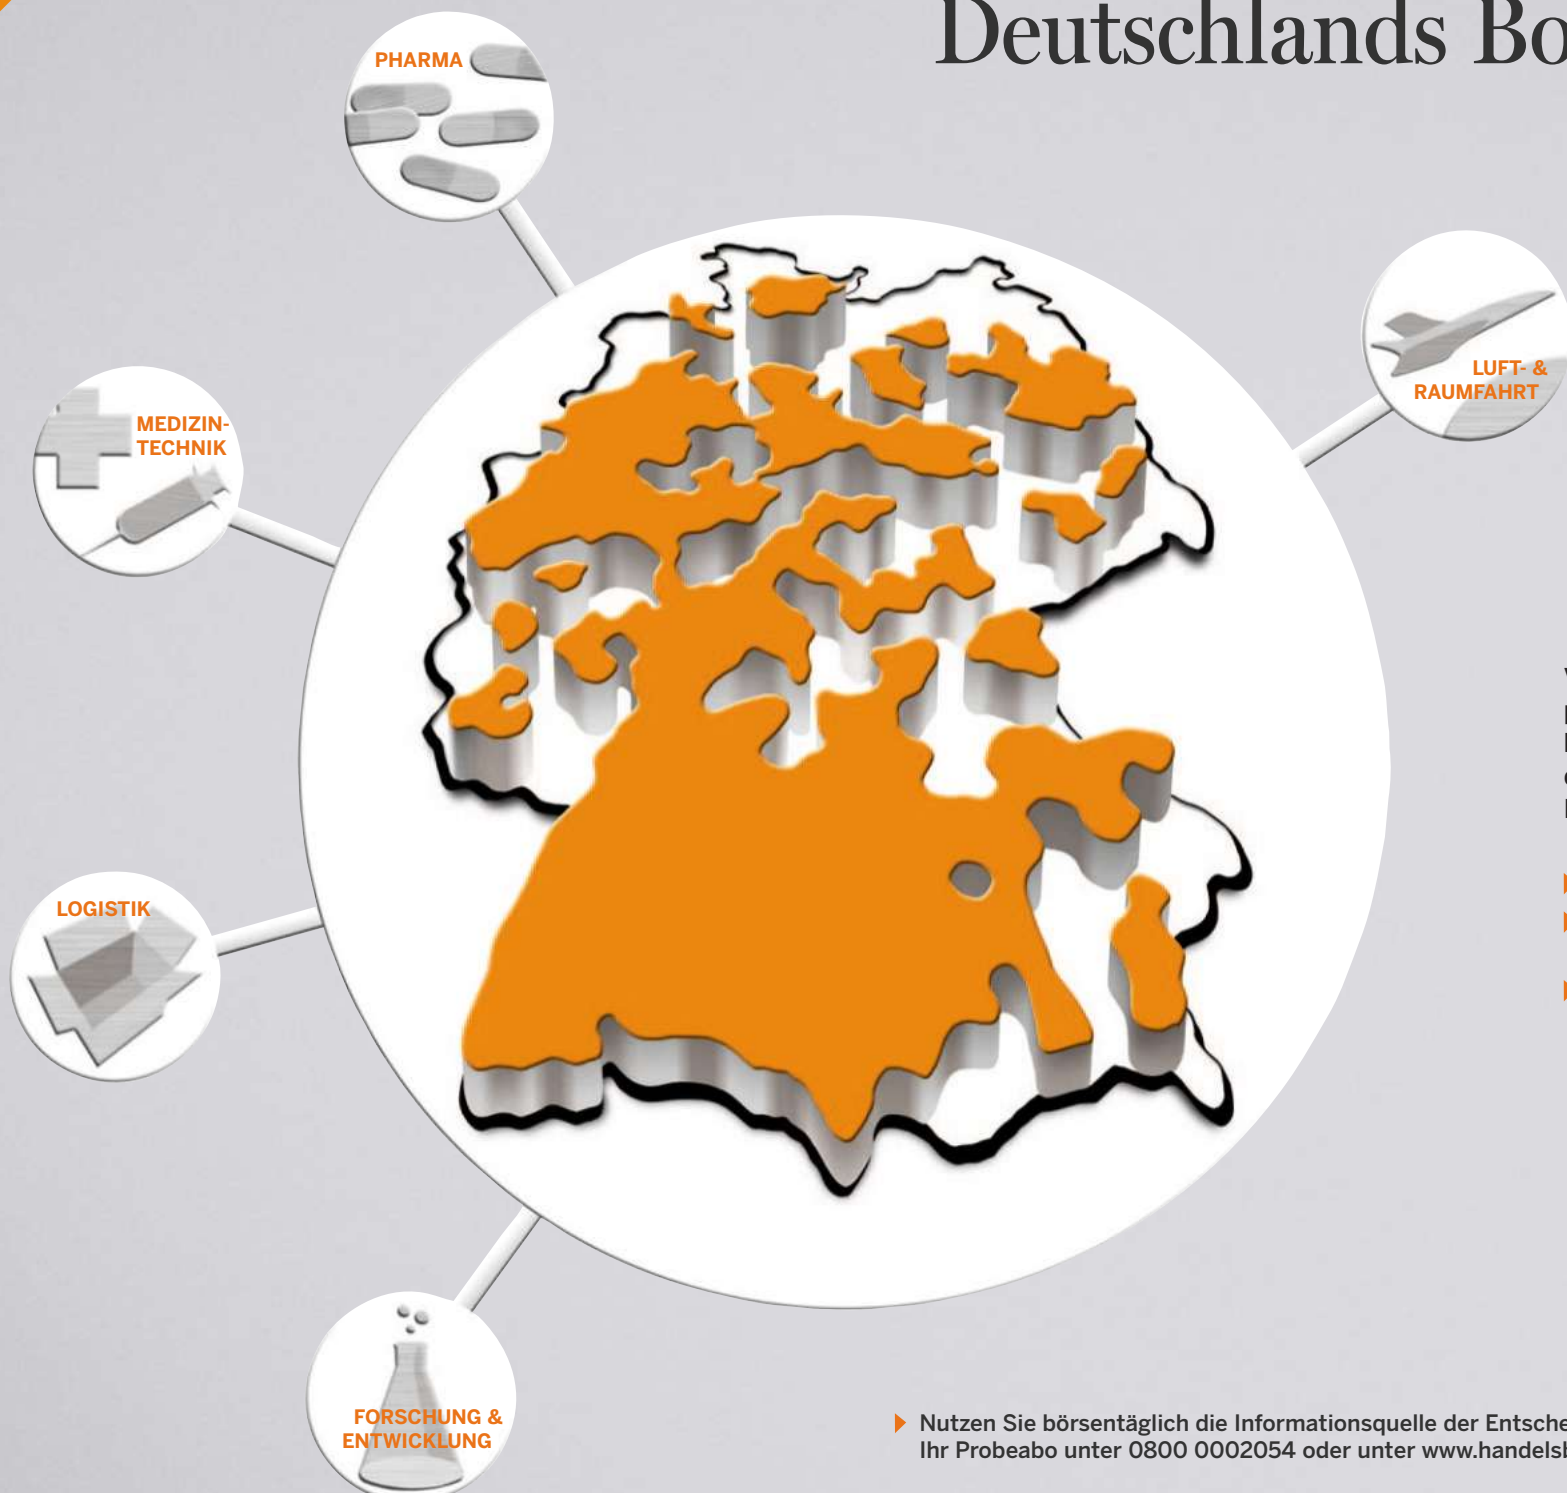 Deutschlands Bo
PHARMA
LUFT- &
RAUMFAHRT
MEDIZIN-
TECHNIK
LOGISTIK
FORSCHUNG &
ENTWICKLUNG
Nutzen Sie börsentäglich die Informationsquelle der Entsche
Ihr Probeabo unter 0800 0002054 oder unter www.handelsb